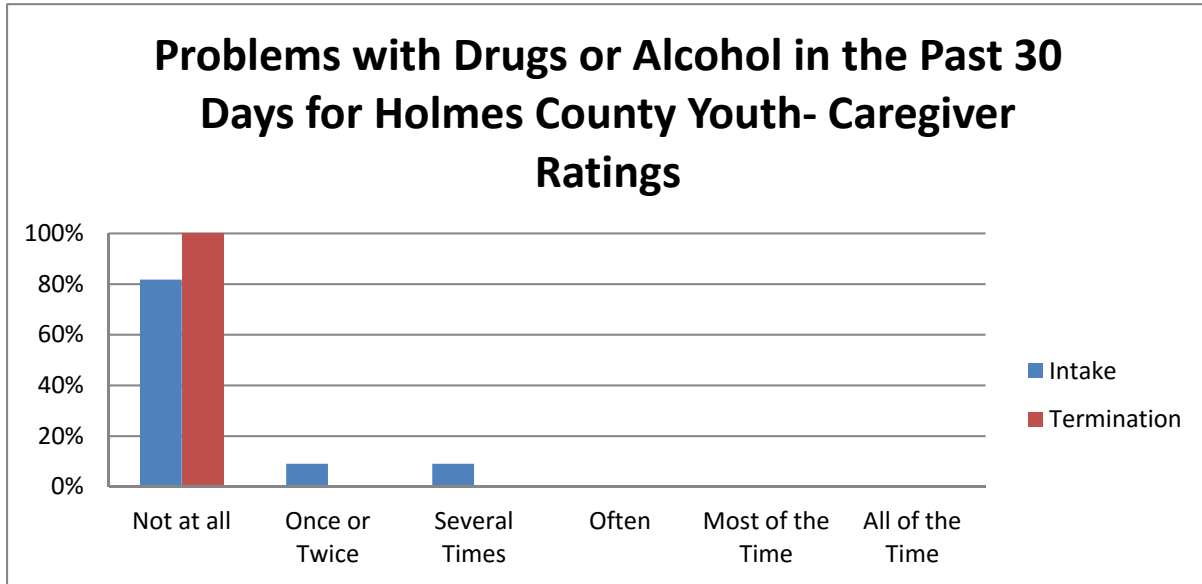 Problems with Drugs or Alcohol in the Past 30
Days for Holmes County Youth- Caregiver
Ratings
100%
80%
60%
40%
20%
0%
Not at all
Once or
Twice
Several
Times
Often
Most of the
Time
All of the
Time
Intake
Termination